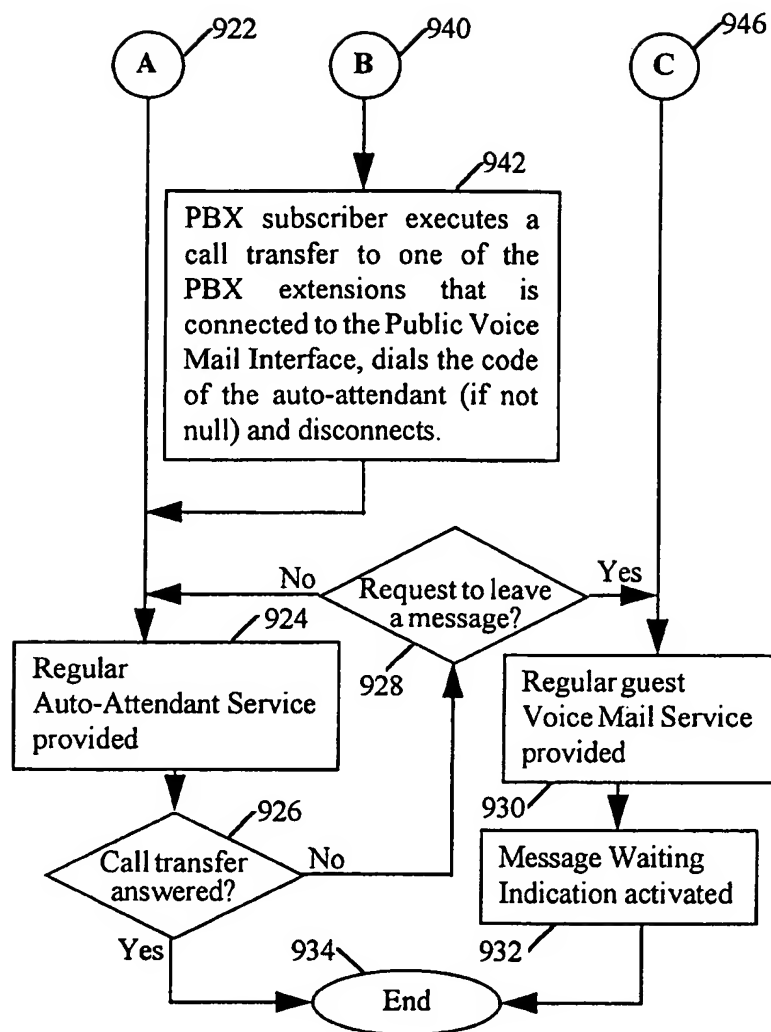 922
940
946
A
B
C
942
PBX subscriber executes a
call transfer to one of the
PBX extensions that is
connected to the Public Voice
Mail Interface, dials the code
of the auto-attendant (if not
null) and disconnects.
No
Request to leave
a message?
Yes
924
928
Regular
Auto-Attendant Service
provided
Regular guest
Voice Mail Service
provided
930
926
Call transfer
answered?
No
Message Waiting
Indication activated
932
Yes
934
End